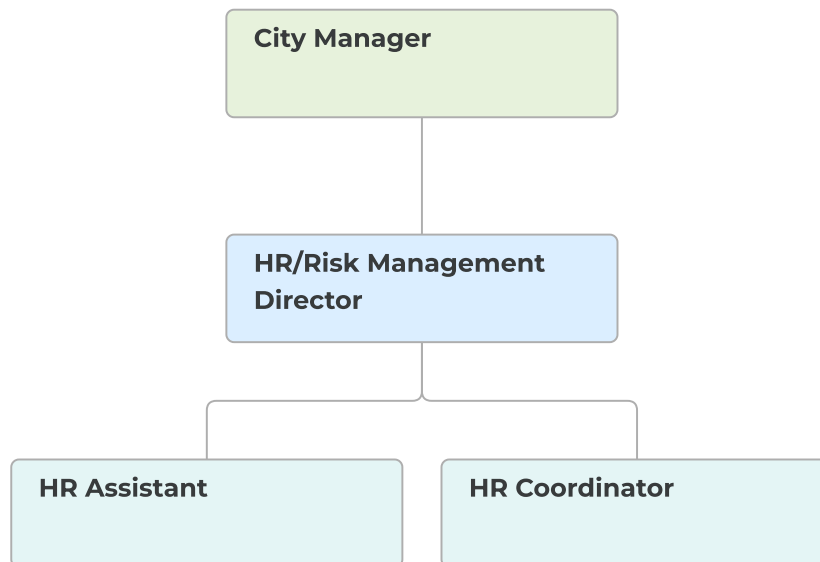 City Manager
HR/Risk Management
Director
HR Assistant
HR Coordinator